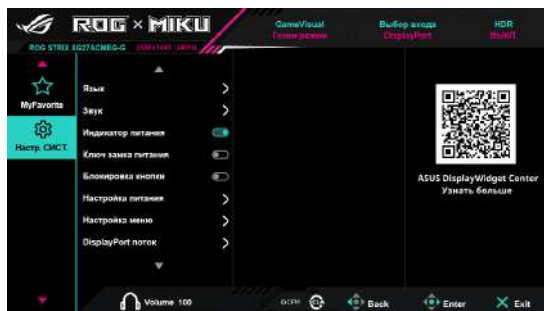 ROG × MIKU
GameVisual
Выбор входа
HDR
Гонки режим
DisplayPort
ВЫКЛ
ROG STRIX XG27ACMEG-G 2560x1440
MyFavorite
Настр. СИСТ.
Язык
Звук
Индикатор питания
Ключ замка питания
Блокировка кнопки
Настройка питания
Настройка меню
DisplayPort поток
ASUS DisplayWidget Center
Узнать больше
Volume 100
Back
Enter
Exit